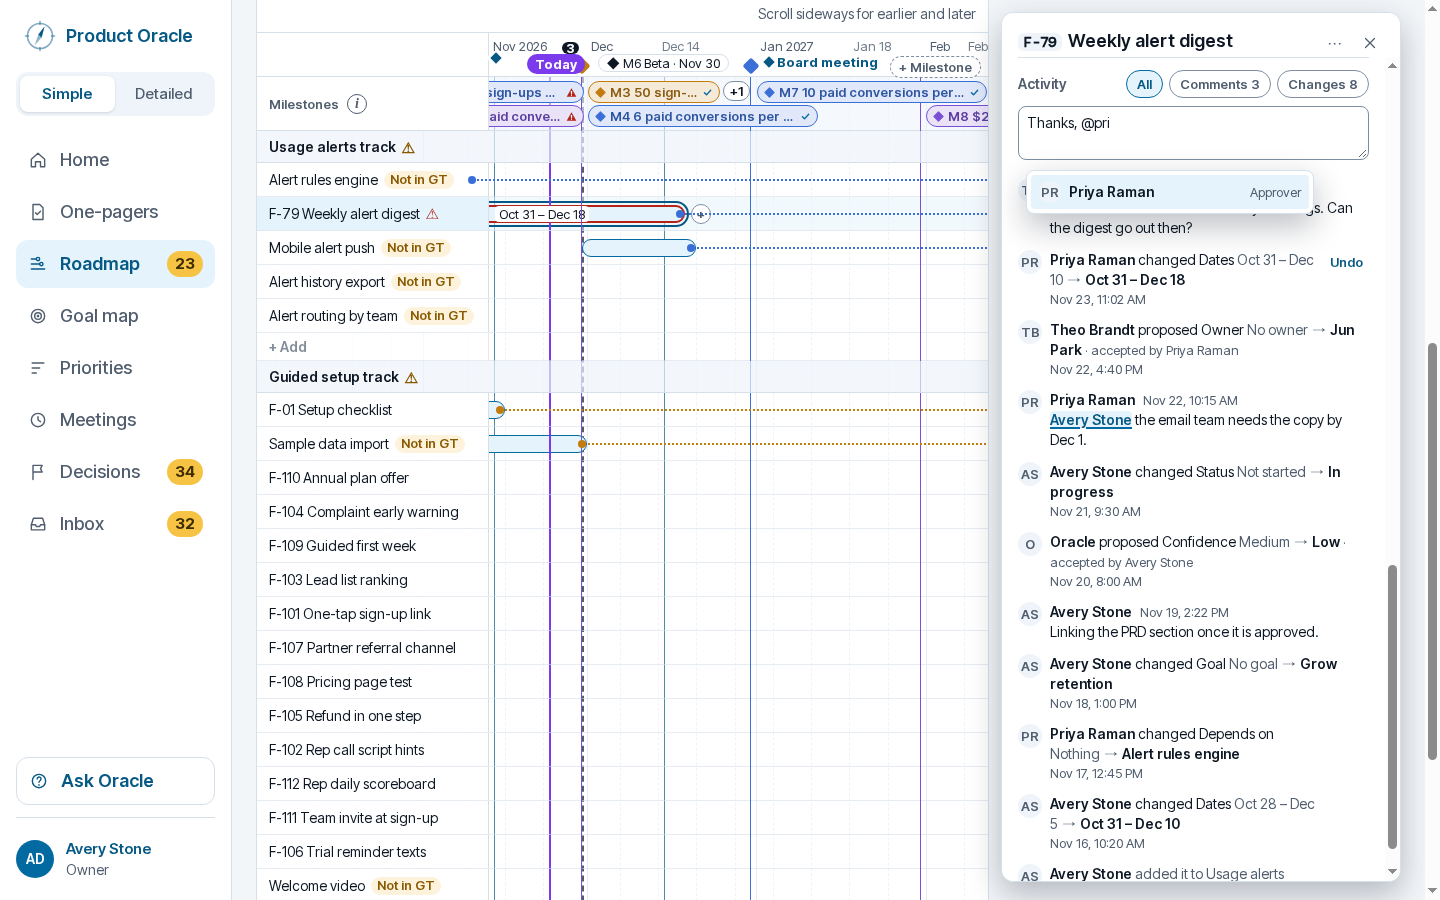 Product Oracle
Simple
Detailed
Home
One-pagers
Roadmap 23
Goal map
Priorities
Meetings
Decisions 34
Inbox 32
Ask Oracle
AD
Avery Stone
Owner
Scroll sideways for earlier and later
Nov 2026 3 Dec Dec 14 Jan 2027 Jan 18 Feb Feb
Today M6 Beta · Nov 30 Board meeting + Milestone
Milestones i
sign-ups ... M3 50 sign-... +1 M7 10 paid conversions per...
aid conve... M4 6 paid conversions per ... M8 $2
Usage alerts track
Alert rules engine Not in GT
F-79 Weekly alert digest Oct 31 – Dec 18 +
Mobile alert push Not in GT
Alert history export Not in GT
Alert routing by team Not in GT
+ Add
Guided setup track
F-01 Setup checklist
Sample data import Not in GT
F-110 Annual plan offer
F-104 Complaint early warning
F-109 Guided first week
F-103 Lead list ranking
F-101 One-tap sign-up link
F-107 Partner referral channel
F-108 Pricing page test
F-105 Refund in one step
F-102 Rep call script hints
F-112 Rep daily scoreboard
F-111 Team invite at sign-up
F-106 Trial reminder texts
Welcome video Not in GT
F-79 Weekly alert digest
Activity All Comments 3 Changes 8
Thanks, @pri
PR Priya Raman Approver
gs. Can
the digest go out then?
PR Priya Raman changed Dates Oct 31 – Dec Undo
10 → Oct 31 – Dec 18
Nov 23, 11:02 AM
TB Theo Brandt proposed Owner No owner → Jun
Park · accepted by Priya Raman
Nov 22, 4:40 PM
PR Priya Raman Nov 22, 10:15 AM
Avery Stone the email team needs the copy by
Dec 1.
AS Avery Stone changed Status Not started → In
progress
Nov 21, 9:30 AM
O Oracle proposed Confidence Medium → Low ·
accepted by Avery Stone
Nov 20, 8:00 AM
AS Avery Stone Nov 19, 2:22 PM
Linking the PRD section once it is approved.
AS Avery Stone changed Goal No goal → Grow
retention
Nov 18, 1:00 PM
PR Priya Raman changed Depends on
Nothing → Alert rules engine
Nov 17, 12:45 PM
AS Avery Stone changed Dates Oct 28 – Dec
5 → Oct 31 – Dec 10
Nov 16, 10:20 AM
AS Avery Stone added it to Usage alerts